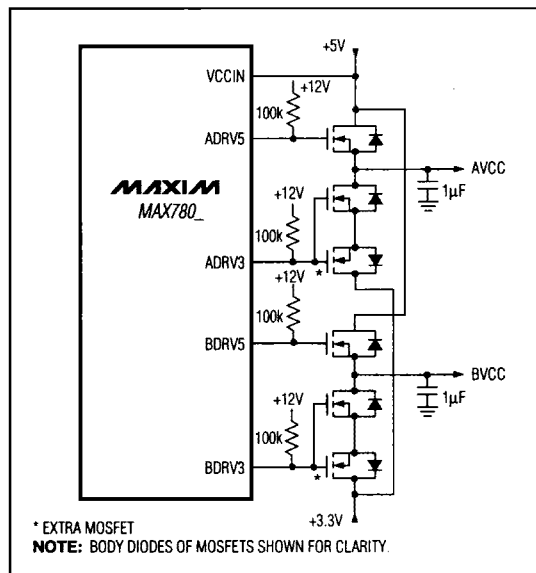 +5V
VCCIN
+12V
100k
ADRV5
AVCC
1µF
MAXIM
MAX780_
+12V
100k
ADRV3
*
+12V
100k
BDRV5
BVCC
1µF
+12V
100k
BDRV3
*
+3.3V
* EXTRA MOSFET
NOTE: BODY DIODES OF MOSFETS SHOWN FOR CLARITY.